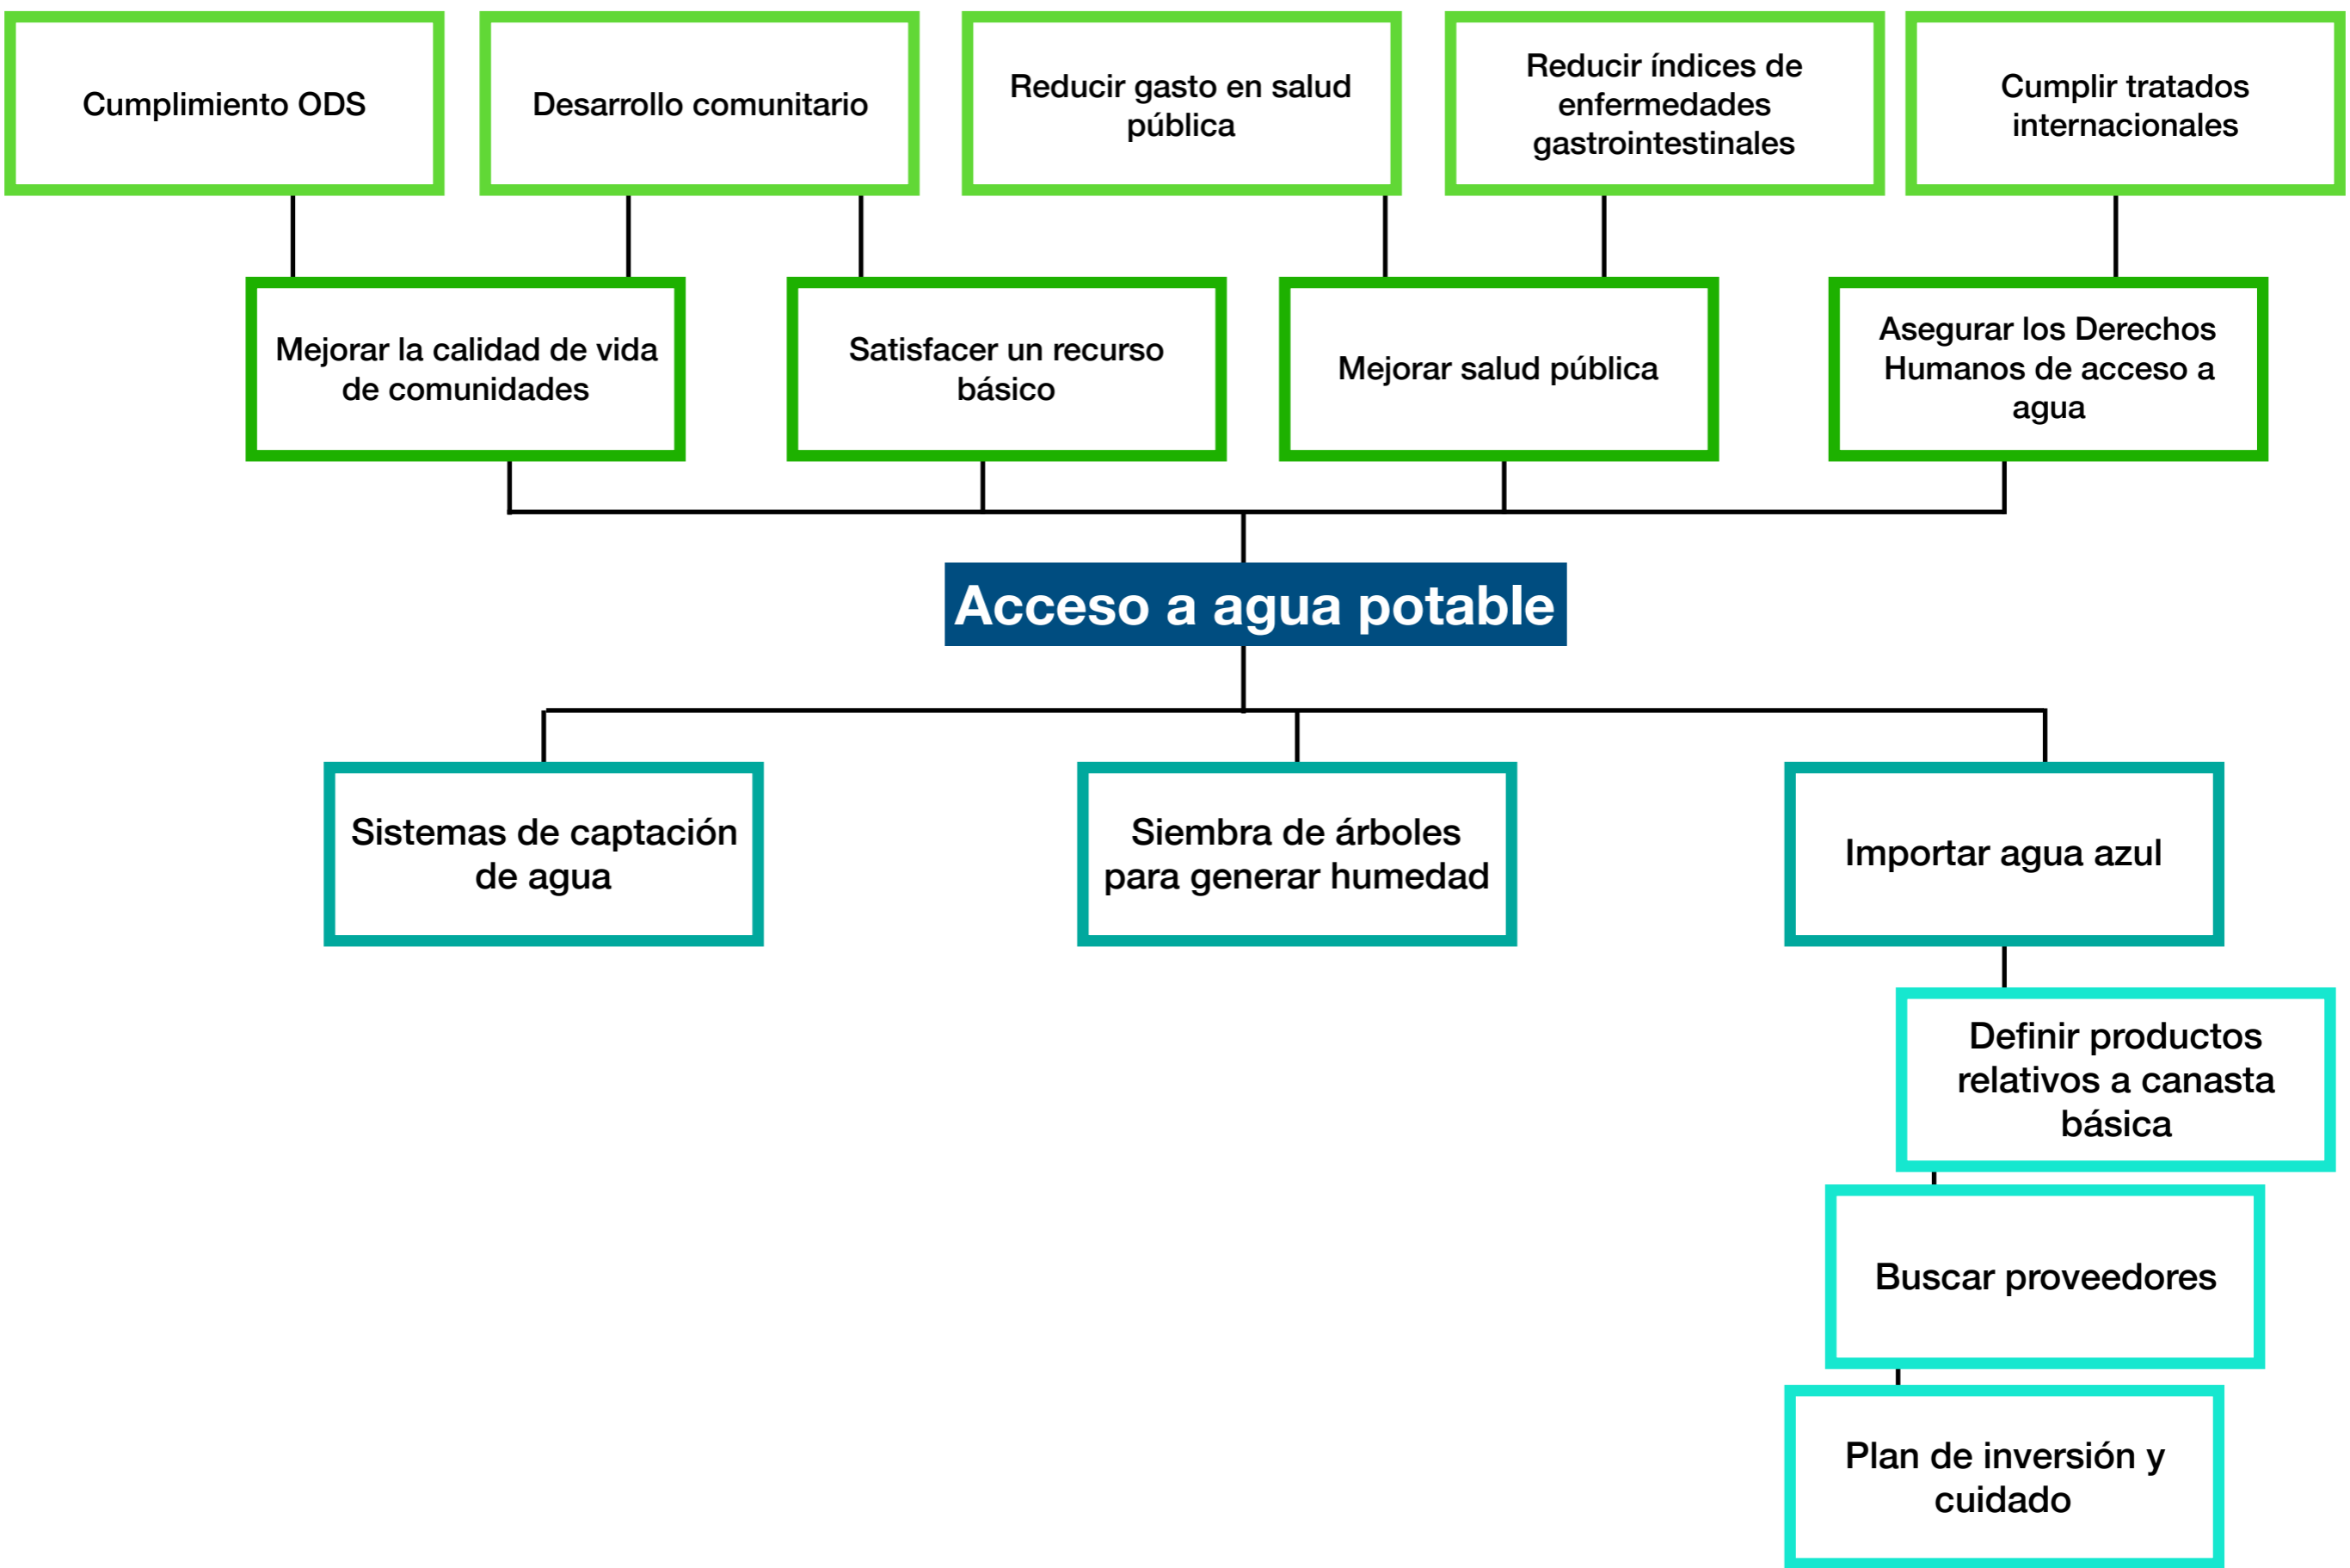 Cumplimiento ODS
Desarrollo comunitario
Reducir gasto en salud
pública
Reducir índices de
enfermedades
gastrointestinales
Cumplir tratados
internacionales
Mejorar la calidad de vida
de comunidades
Satisfacer un recurso
básico
Mejorar salud pública
Asegurar los Derechos
Humanos de acceso a
agua
Acceso a agua potable
Sistemas de captación
de agua
Siembra de árboles
para generar humedad
Importar agua azul
Definir productos
relativos a canasta
básica
Buscar proveedores
Plan de inversión y
cuidado